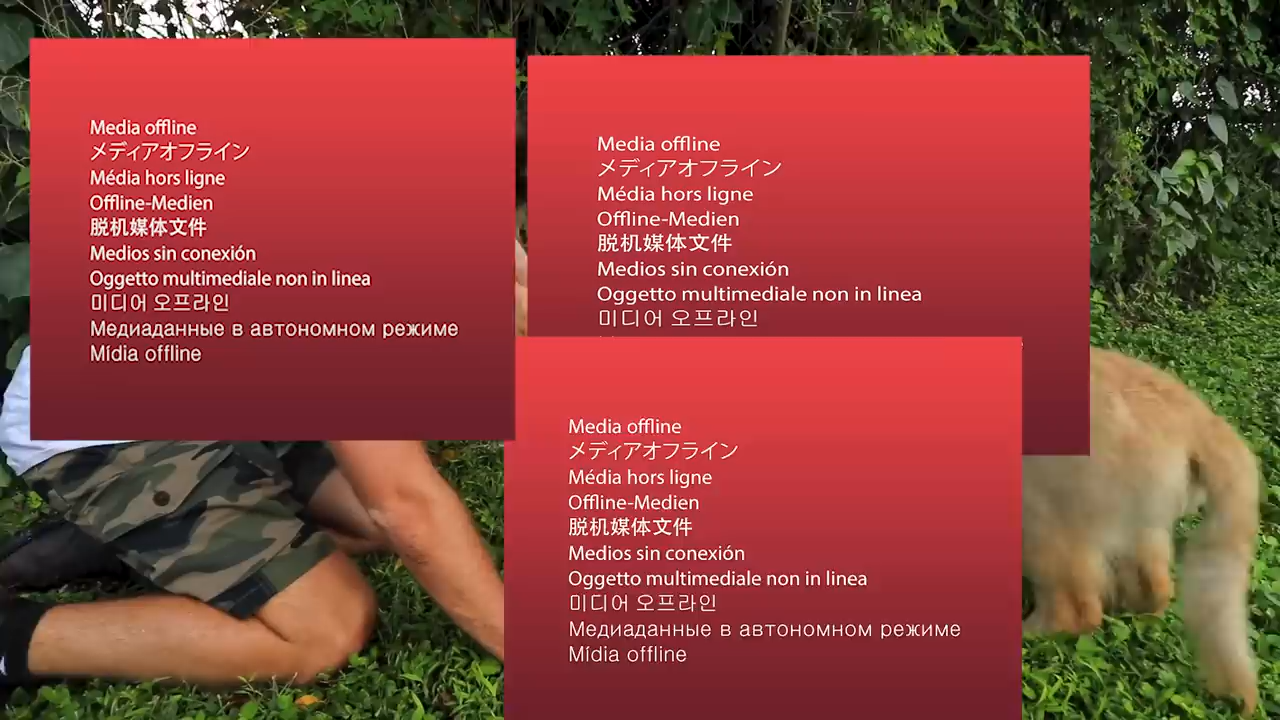 Media offline
メディアオフライン
Média hors ligne
Offline-Medien
脱机媒体文件
Medios sin conexión
Oggetto multimediale non in linea
미디어 오프라인
Медиаданные в автономном режиме
Mídia offline
Media offline
メディアオフライン
Média hors ligne
Offline-Medien
脱机媒体文件
Medios sin conexión
Oggetto multimediale non in linea
미디어 오프라인
Media offline
メディアオフライン
Média hors ligne
Offline-Medien
脱机媒体文件
Medios sin conexión
Oggetto multimediale non in linea
미디어 오프라인
Медиаданные в автономном режиме
Mídia offline